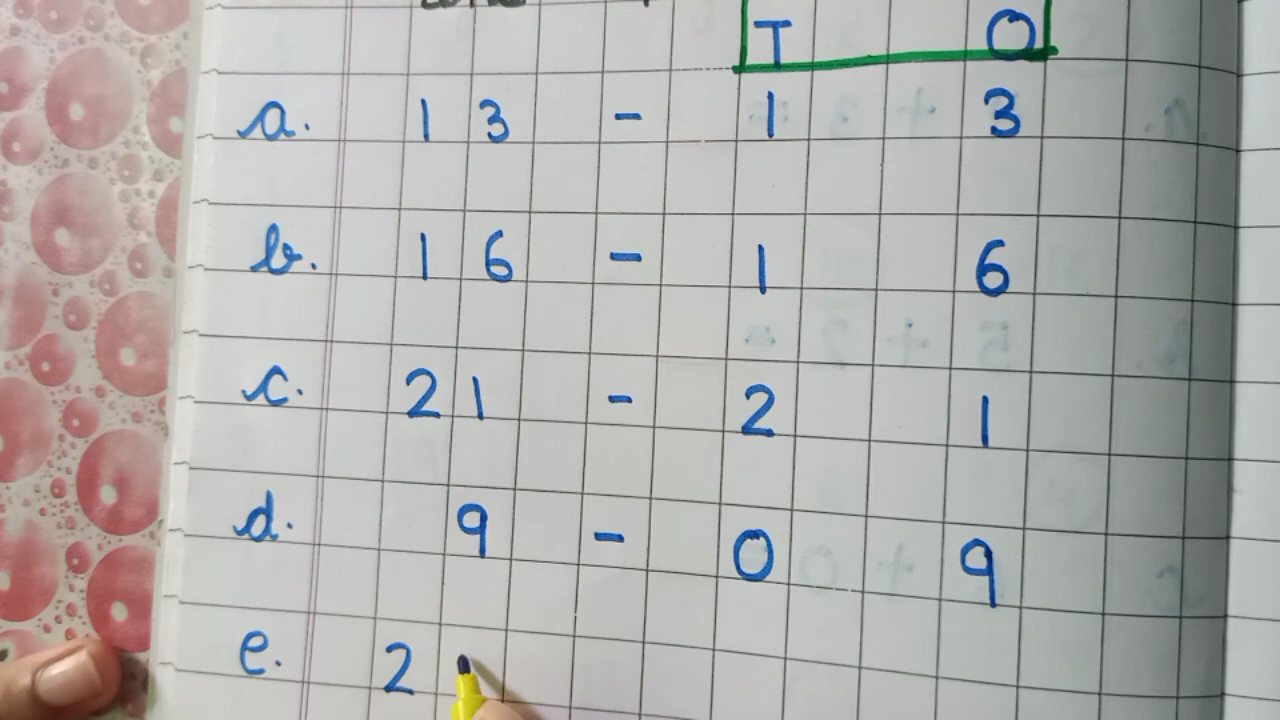 T O
a. 13 - 1 3
b. 16 - 1 6
c. 21 - 2 1
d. 9 - 0 9
e. 2